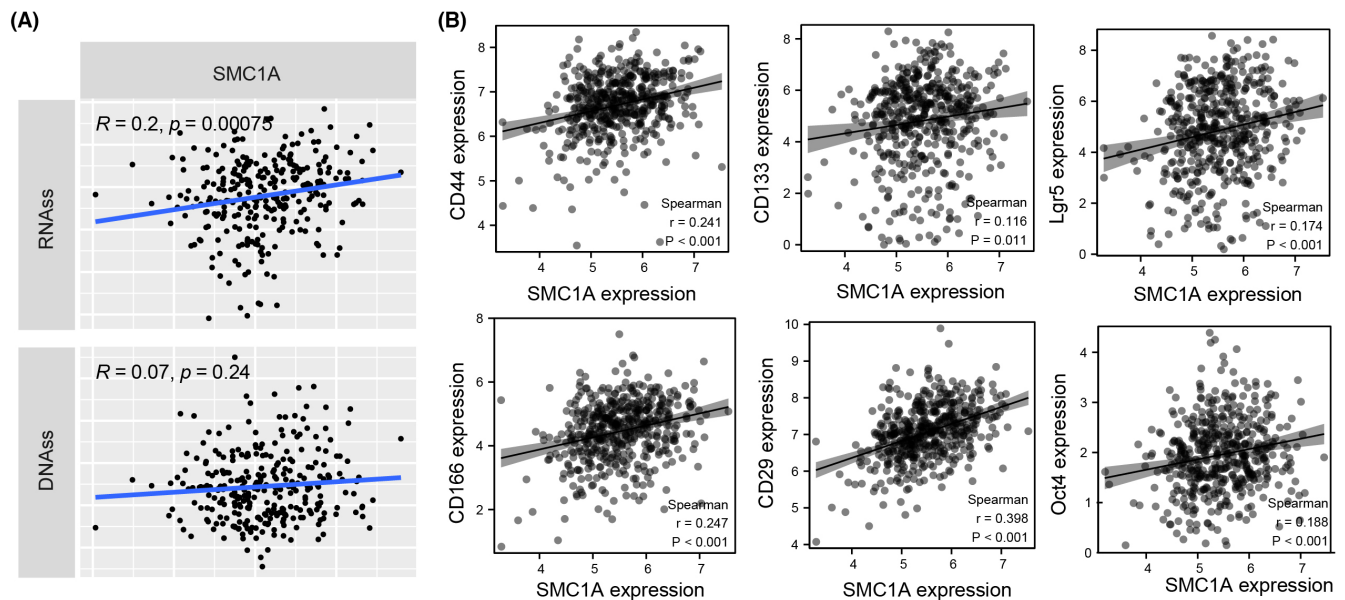 (A)
SMC1A
RNAss
R = 0.2, p = 0.00075
DNAss
R = 0.07, p = 0.24
(B)
CD44 expression
8
7
6
5
4
Spearman
r = 0.241
P < 0.001
4 5 6 7
SMC1A expression
CD133 expression
8
6
4
2
0
Spearman
r = 0.116
P = 0.011
4 5 6 7
SMC1A expression
Lgr5 expression
8
6
4
2
0
Spearman
r = 0.174
P < 0.001
4 5 6 7
SMC1A expression
CD166 expression
8
6
4
2
Spearman
r = 0.247
P < 0.001
4 5 6 7
SMC1A expression
CD29 expression
10
9
8
7
6
5
4
Spearman
r = 0.398
P < 0.001
4 5 6 7
SMC1A expression
Oct4 expression
4
3
2
1
0
Spearman
r = 0.188
P < 0.001
4 5 6 7
SMC1A expression